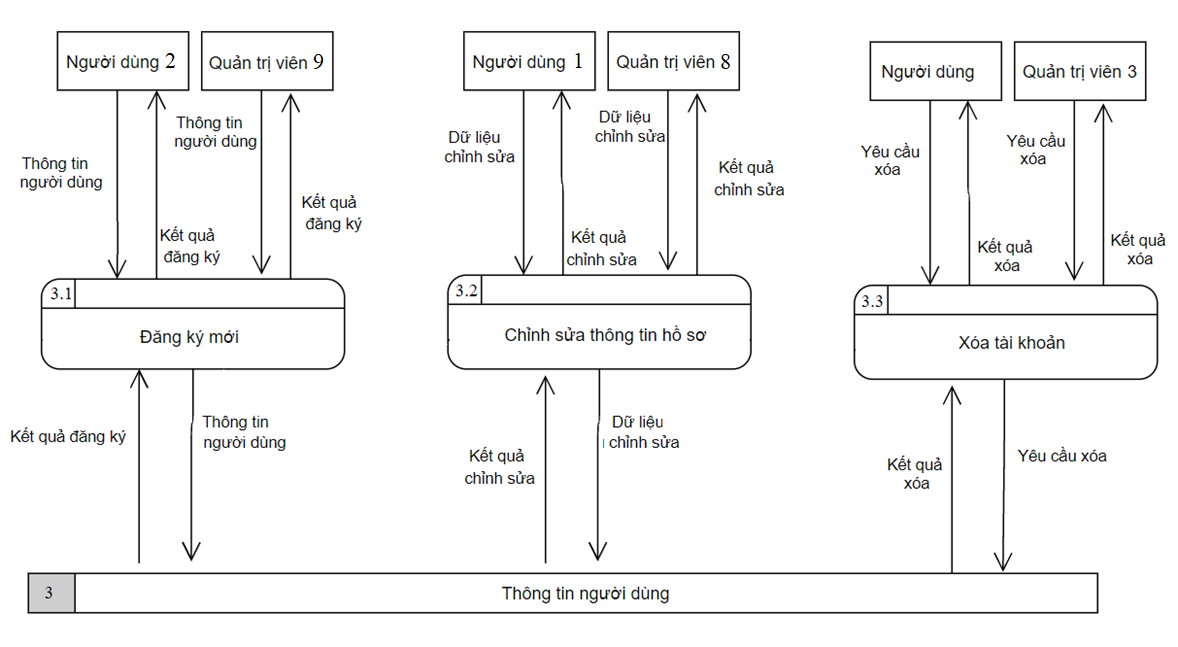 Người dùng 2
Quản trị viên 9
Thông tin
người dùng
Thông tin
người dùng
Kết quả
đăng ký
Kết quả
đăng ký
3.1
Đăng ký mới
Kết quả đăng ký
Thông tin
người dùng
Người dùng 1
Quản trị viên 8
Dữ liệu
chỉnh sửa
Dữ liệu
chỉnh sửa
Kết quả
chỉnh sửa
Kết quả
chỉnh sửa
3.2
Chỉnh sửa thông tin hồ sơ
Kết quả
chỉnh sửa
Dữ liệu
chỉnh sửa
Người dùng
Quản trị viên 3
Yêu cầu
xóa
Yêu cầu
xóa
Kết quả
xóa
Kết quả
xóa
3.3
Xóa tài khoản
Kết quả
xóa
Yêu cầu xóa
3
Thông tin người dùng